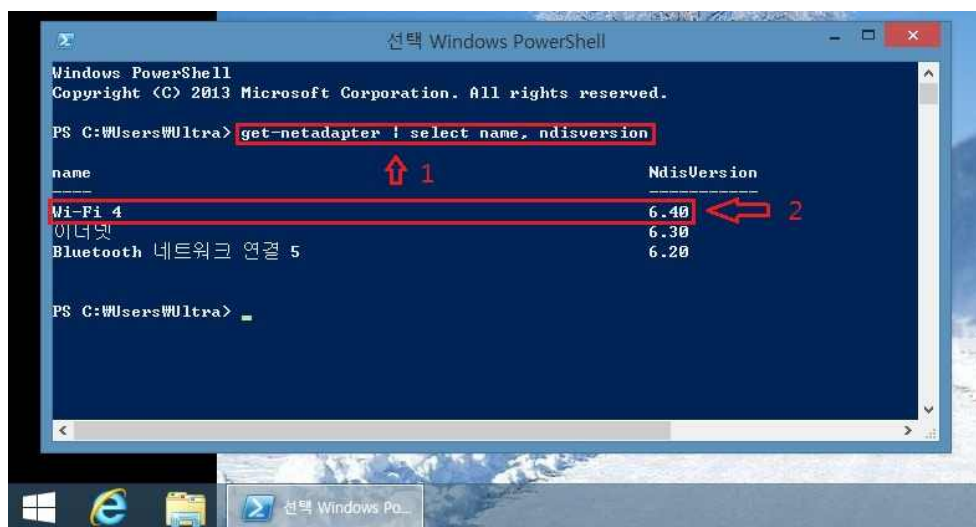 선택 Windows PowerShell
Windows PowerShell
Copyright (C) 2013 Microsoft Corporation. All rights reserved.
PS C:₩Users₩Ultra> get-netadapter | select name, ndisversion
1
name NdisVersion
---- -----------
Wi-Fi 4 6.40
2
이더넷 6.30
Bluetooth 네트워크 연결 5 6.20
PS C:₩Users₩Ultra> _
선택 Windows Po...